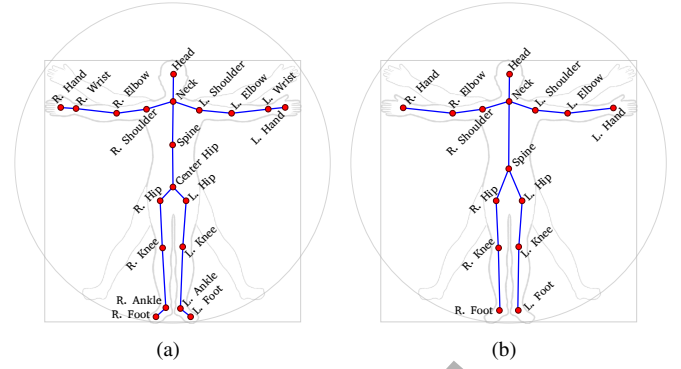 Head
Neck
R. Hand
R. Wrist
R. Elbow
R. Shoulder
L. Shoulder
L. Elbow
L. Wrist
L. Hand
Spine
Center Hip
R. Hip
L. Hip
R. Knee
L. Knee
R. Ankle
R. Foot
L. Ankle
L. Foot
(a)
Head
Neck
R. Hand
R. Elbow
R. Shoulder
L. Shoulder
L. Elbow
L. Hand
Spine
R. Hip
L. Hip
R. Knee
L. Knee
R. Foot
L. Foot
(b)